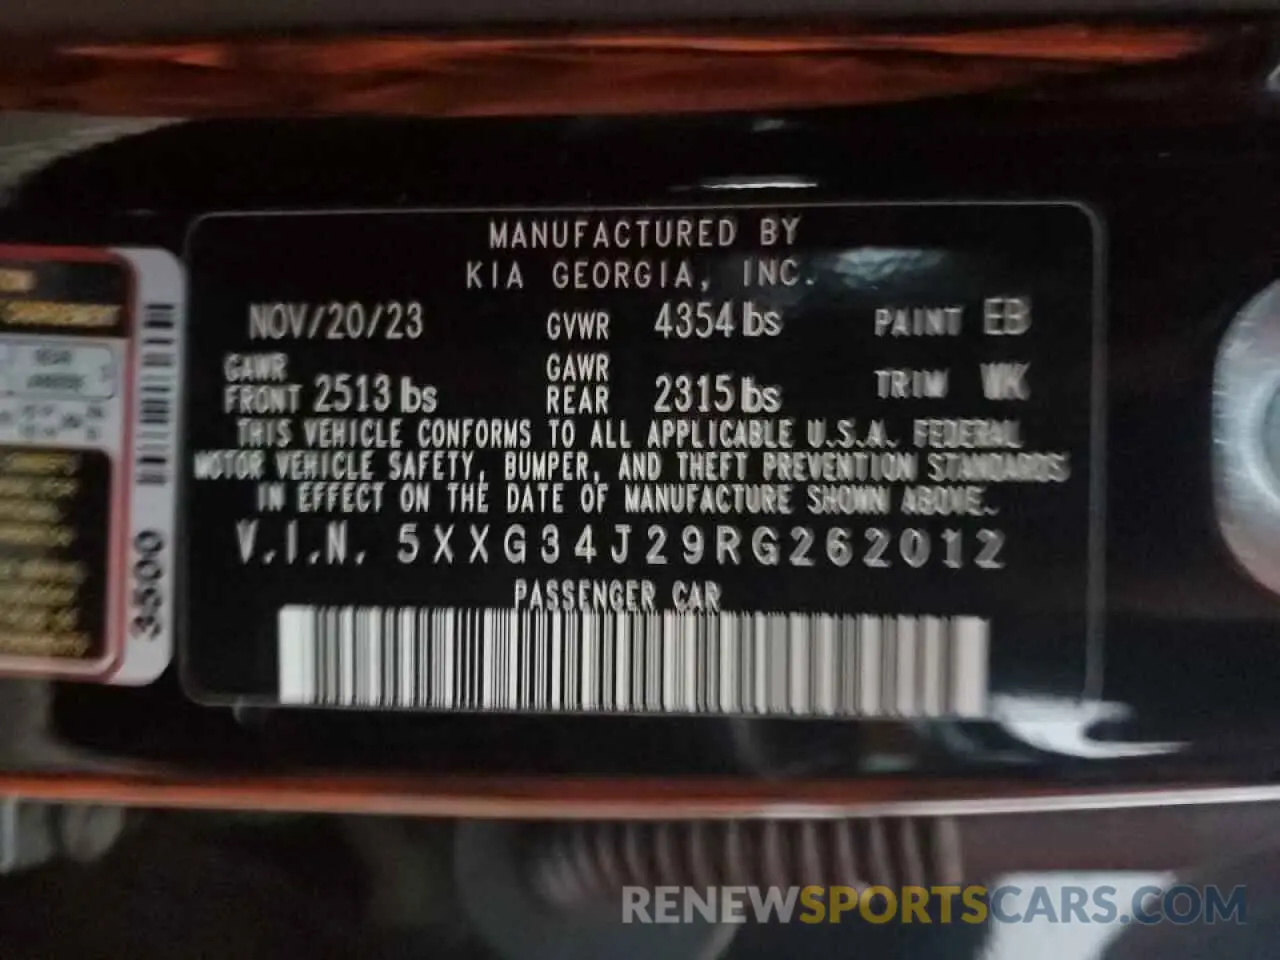 MANUFACTURED BY
KIA GEORGIA, INC.
NOV/20/23 GVWR 4354 lbs PAINT EB
GAWR FRONT 2513 lbs GAWR REAR 2315 lbs TRIM WK
THIS VEHICLE CONFORMS TO ALL APPLICABLE U.S.A. FEDERAL
MOTOR VEHICLE SAFETY, BUMPER, AND THEFT PREVENTION STANDARDS
IN EFFECT ON THE DATE OF MANUFACTURE SHOWN ABOVE.
V.I.N. 5XXG34J29RG262012
PASSENGER CAR
3500
RENEWSPORTSCARS.COM